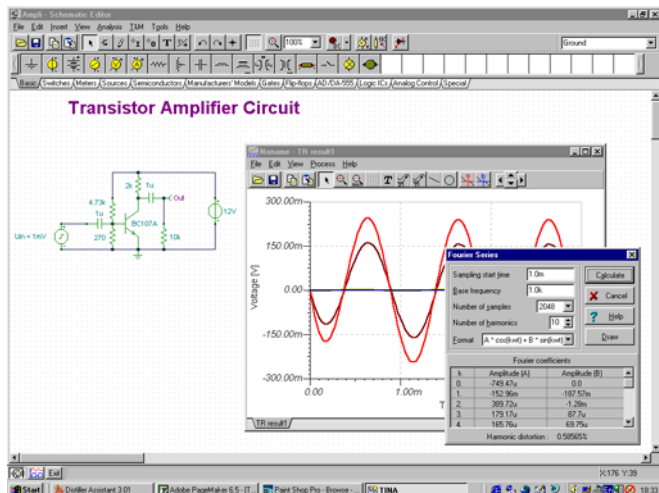 Ampli - Schematic Editor
File Edit Insert View Analysis T&M Tools Help
100%
Ground
Basic Switches Meters Sources Semiconductors Manufacturers' Models Gates Flip-flops AD/DA-555 Logic ICs Analog Control Special
Transistor Amplifier Circuit
2k
1u
Out
4.73k
1u
BC107A
12V
Uin = 1mV
270
10k
Noname - TR result1
File Edit View Process Help
300.00m
150.00m
0.00
-150.00m
-300.00m
Voltage [V]
0.00
1.00m
T
TR result1
Fourier Series
Sampling start time 1.0m
Base frequency 1.0k
Number of samples 2048
Number of harmonics 10
Format A * cos(kwt) + B * sin(kwt)
Calculate
Cancel
Help
Draw
Fourier coefficients
k Amplitude (A) Amplitude (B)
0. -749.47u 0.0
1. -152.96m -187.57m
2. 389.72u -1.28m
3. 179.17u 87.7u
4. 165.76u 69.75u
Harmonic distortion : 0.58565%
Exit
X:176 Y:39
Start Distiller Assistant 3.01 Adobe PageMaker 6.5 - [T... Paint Shop Pro - Browse - ... TINA 18:33